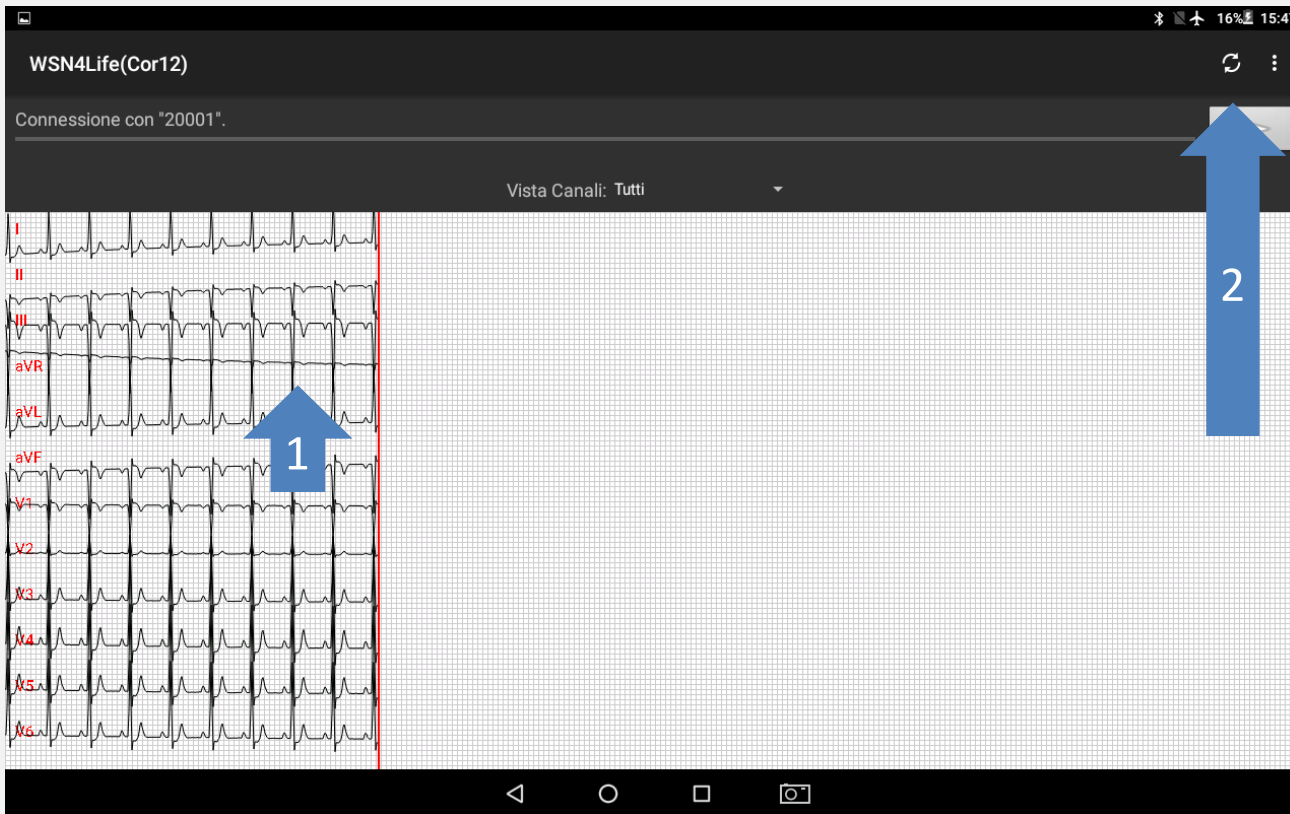 16% 15:47
WSN4Life(Cor12)
Connessione con "20001".
Vista Canali: Tutti
I
II
III
aVR
aVL
aVF
V1
V2
V3
V4
V5
V6
1
2